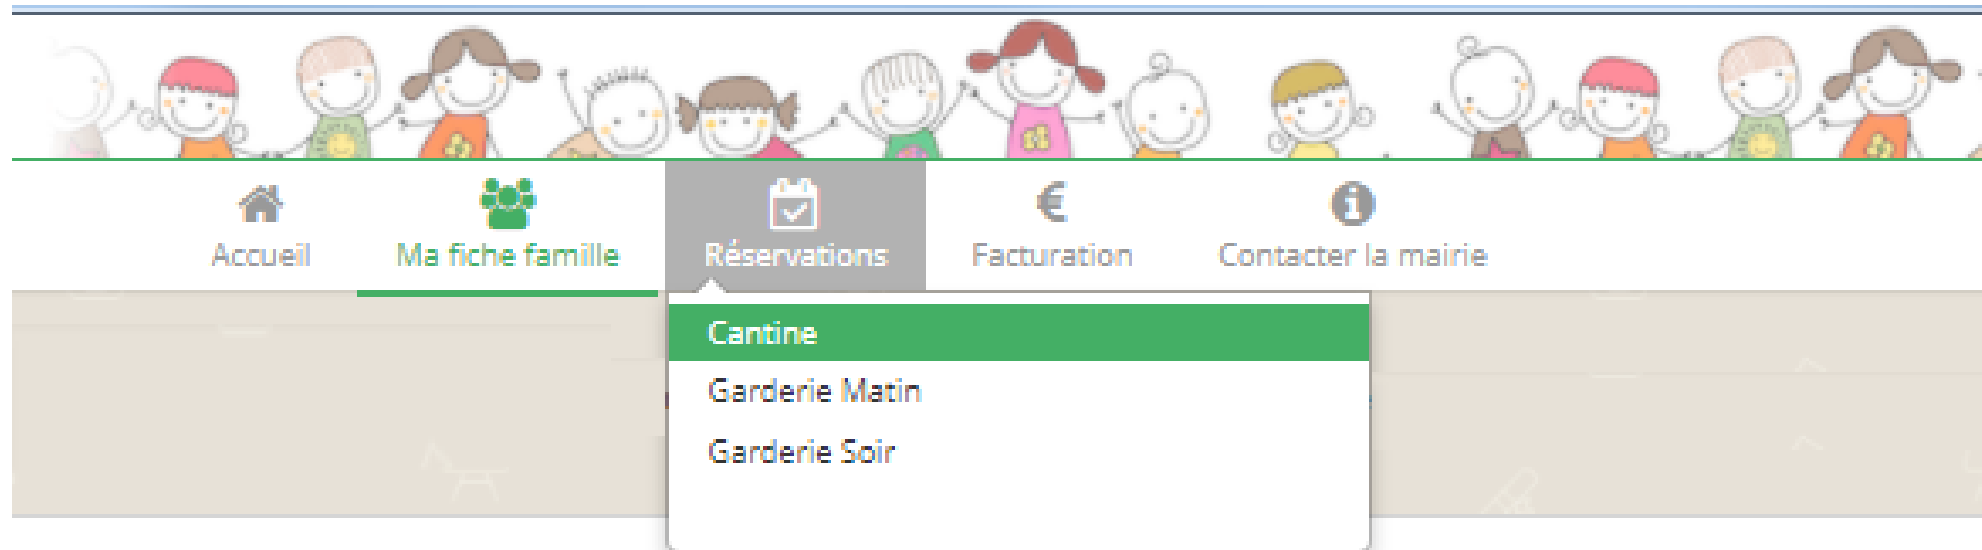 Accueil
Ma fiche famille
Réservations
Facturation
Contacter la mairie
Cantine
Garderie Matin
Garderie Soir